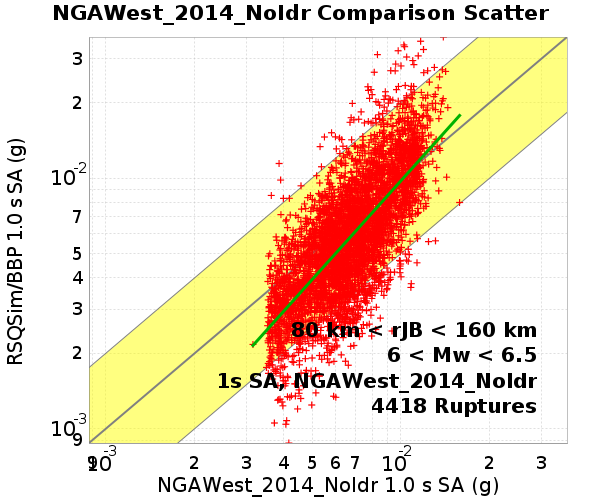 NGAWest_2014_NoIdr Comparison Scatter
RSQSim/BBP 1.0 s SA (g)
3
2
10-2
7
5
4
3
2
10-3
9
80 km < rJB < 160 km
6 < Mw < 6.5
1s SA, NGAWest_2014_NoIdr
4418 Ruptures
9 10-3 2 3 4 5 6 7 10-2 2 3
NGAWest_2014_NoIdr 1.0 s SA (g)